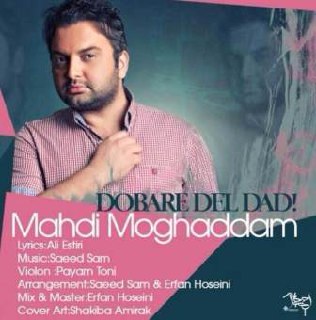 DOBARE DEL DAD!
Mahdi Moghaddam
Lyrics:Ali Estiri
Music:Saeed Sam
Violon :Payam Toni
Arrangement:Saeed Sam & Erfan Hoseini
Mix & Master:Erfan Hoseini
Cover Art:Shakiba Amirak